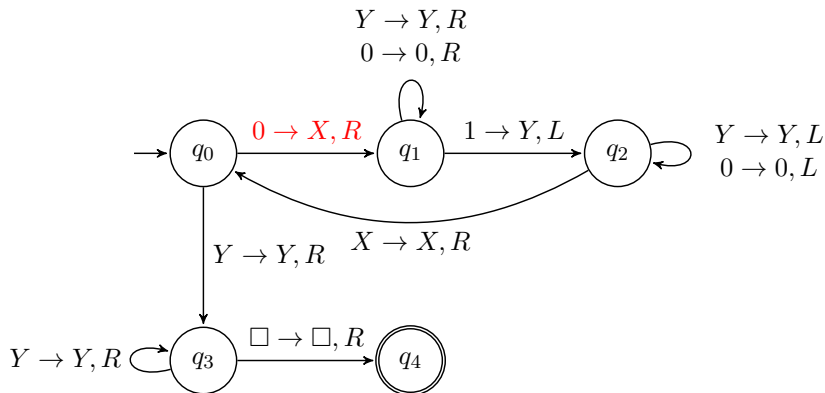 Y → Y, R
0 → 0, R
0 → X, R
1 → Y, L
Y → Y, L
0 → 0, L
q₀
q₁
q₂
X → X, R
Y → Y, R
□ → □, R
Y → Y, R
q₃
q₄